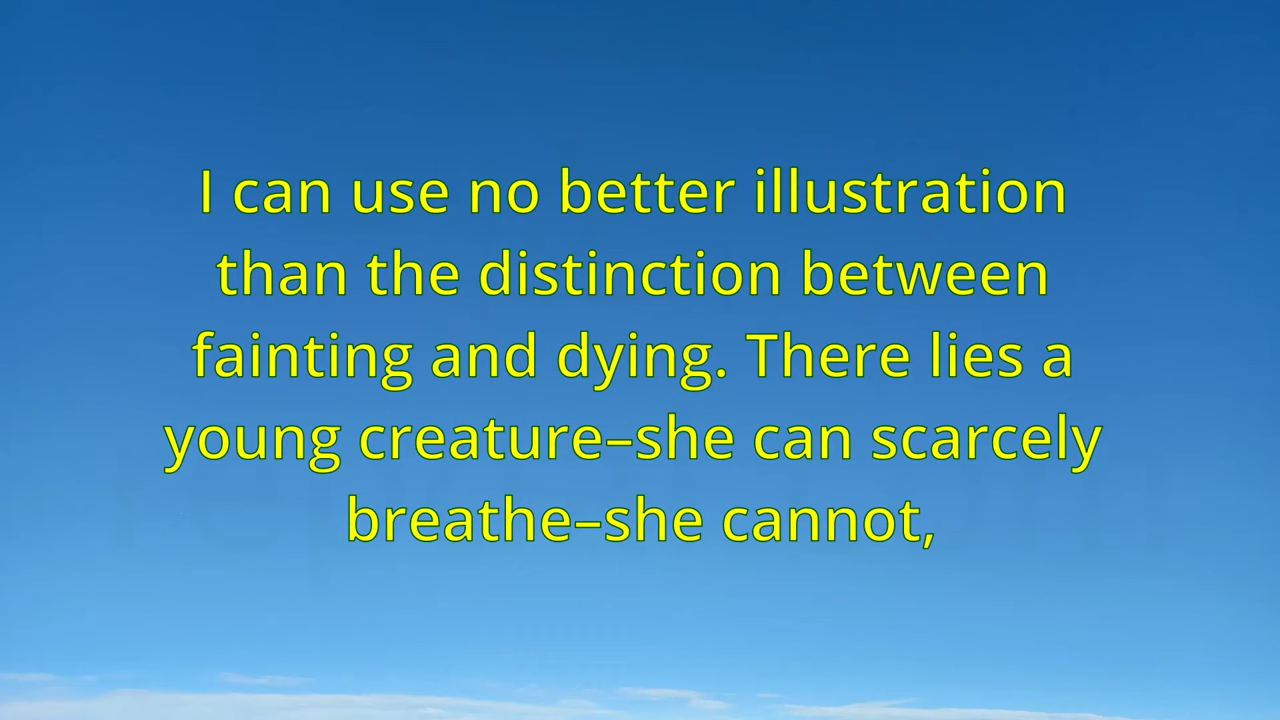 I can use no better illustration
than the distinction between
fainting and dying. There lies a
young creature–she can scarcely
breathe–she cannot,